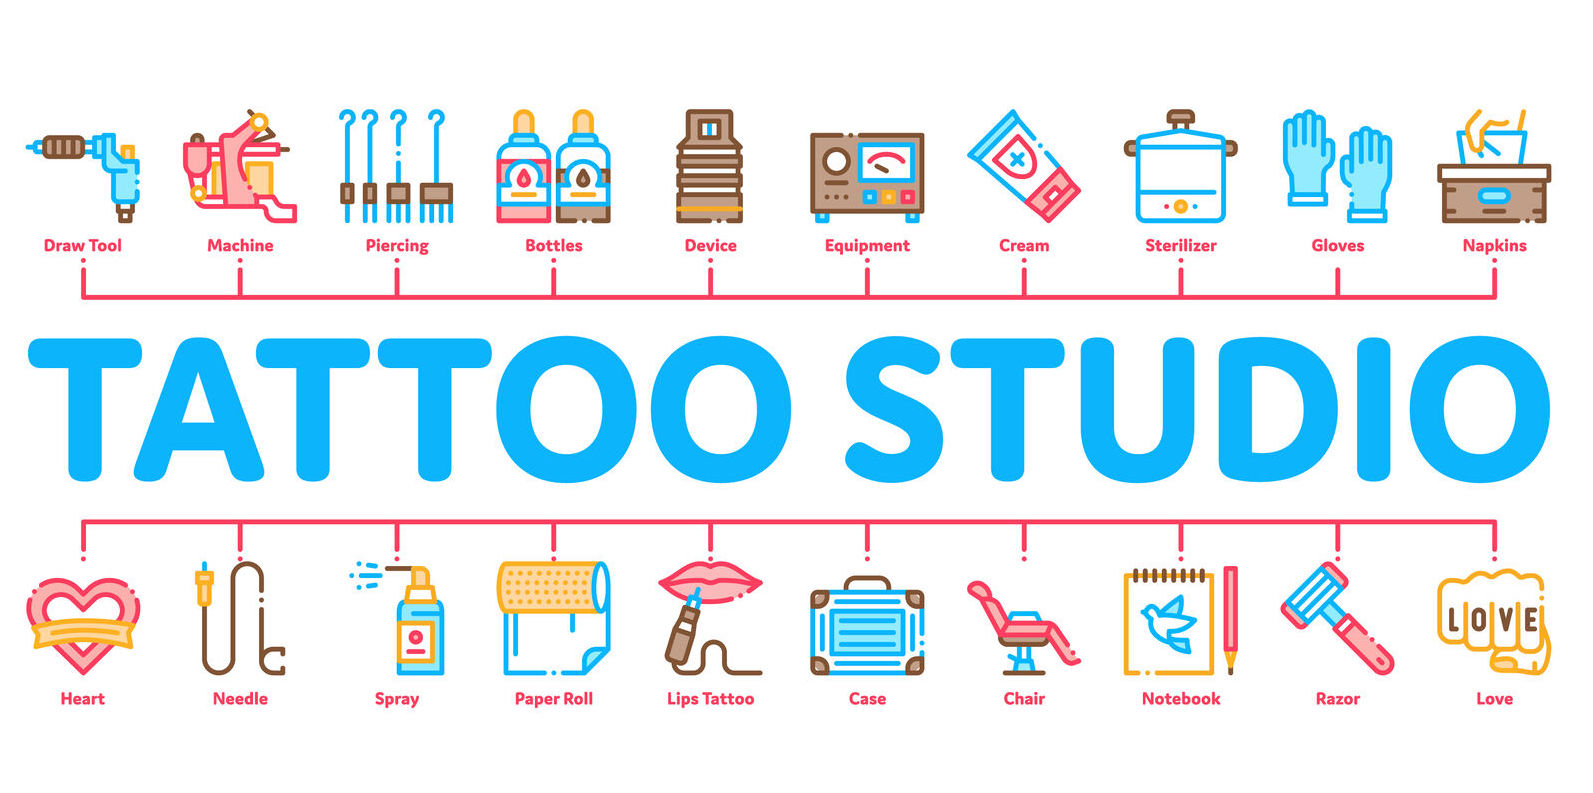 Draw Tool Machine Piercing Bottles Device Equipment Cream Sterilizer Gloves Napkins
TATTOO STUDIO
LOVE
Heart Needle Spray Paper Roll Lips Tattoo Case Chair Notebook Razor Love